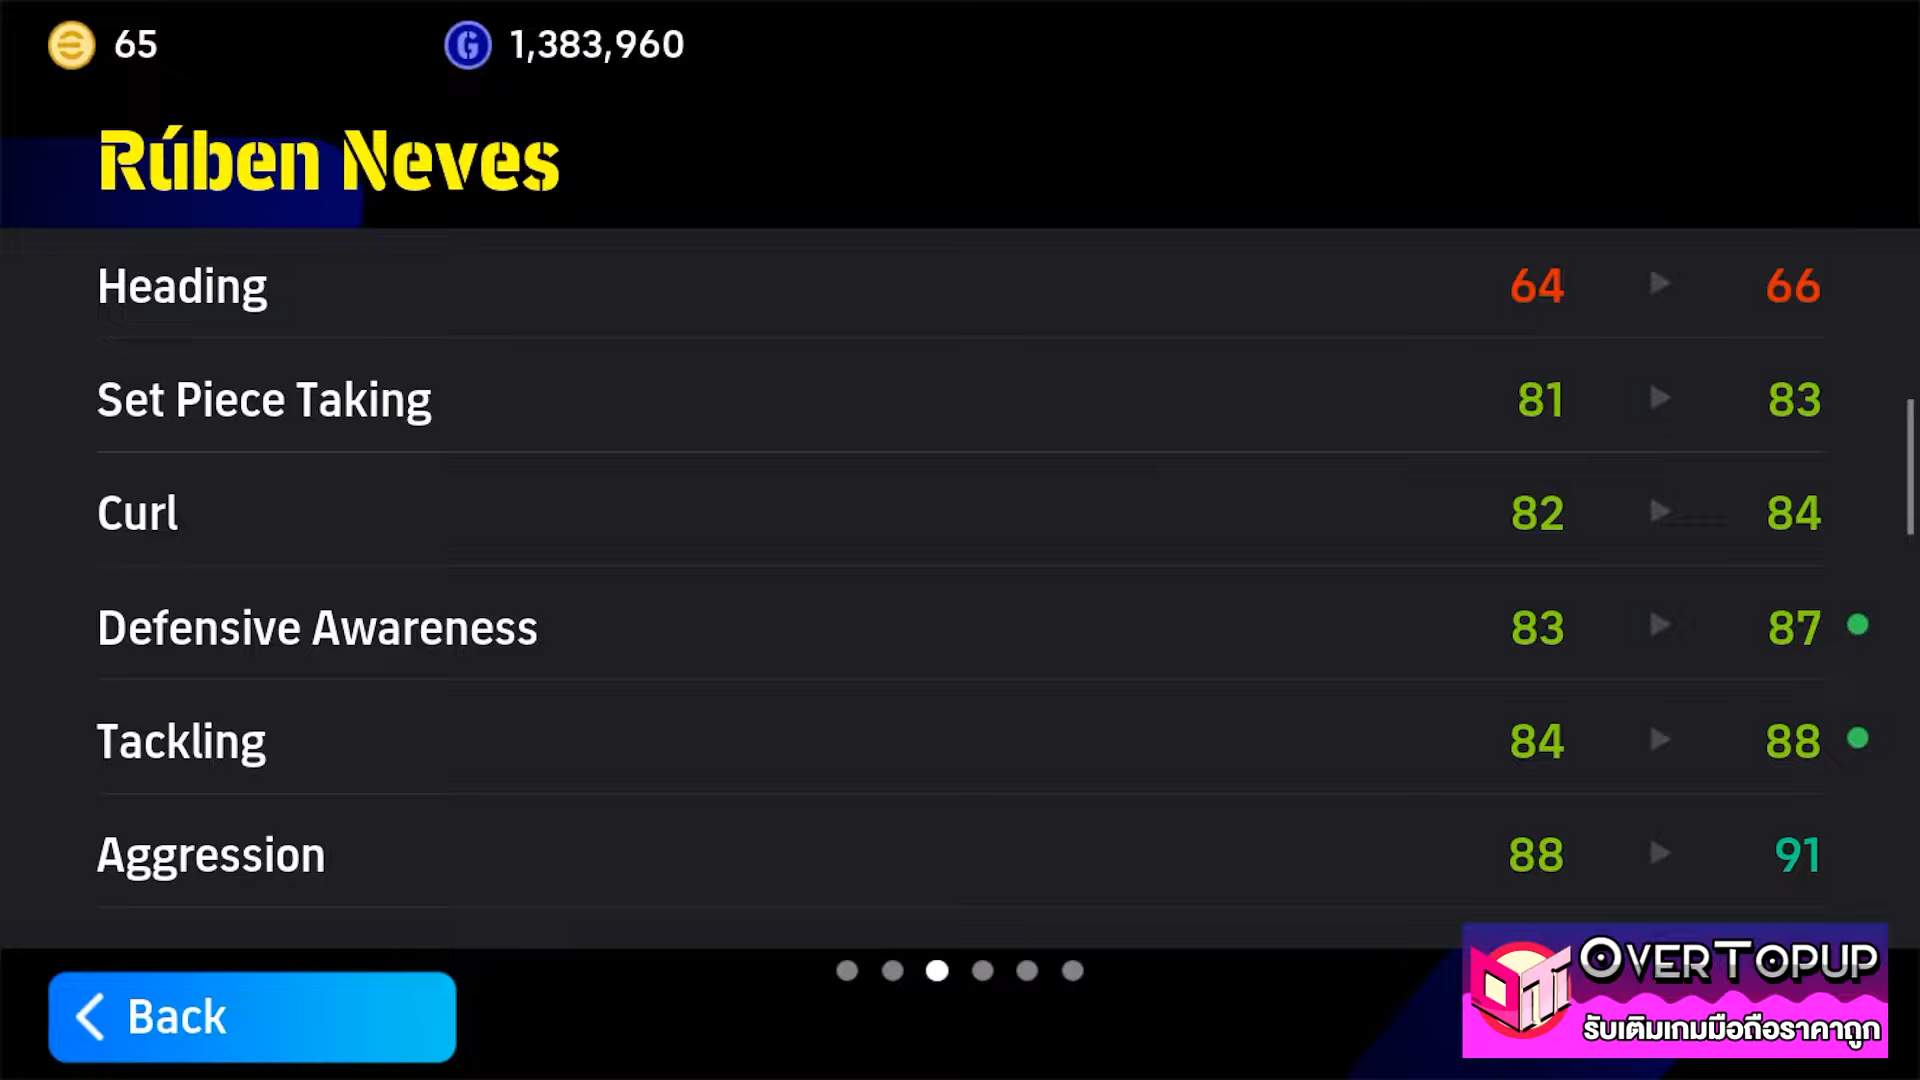 65
1,383,960
Rúben Neves
Heading 64 66
Set Piece Taking 81 83
Curl 82 84
Defensive Awareness 83 87
Tackling 84 88
Aggression 88 91
Back
OVERTOPUP
รับเติมเกมมือถือราคาถูก